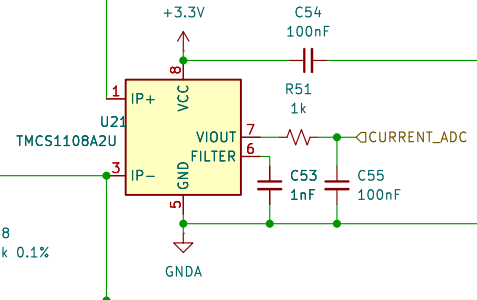 +3.3V
C54
100nF
8
R51
1k
1
IP+
VCC
U21
TMCS1108A2U
VIOUT
7
CURRENT_ADC
FILTER
6
3
IP-
GND
C53
1nF
C55
100nF
5
8
k 0.1%
GNDA